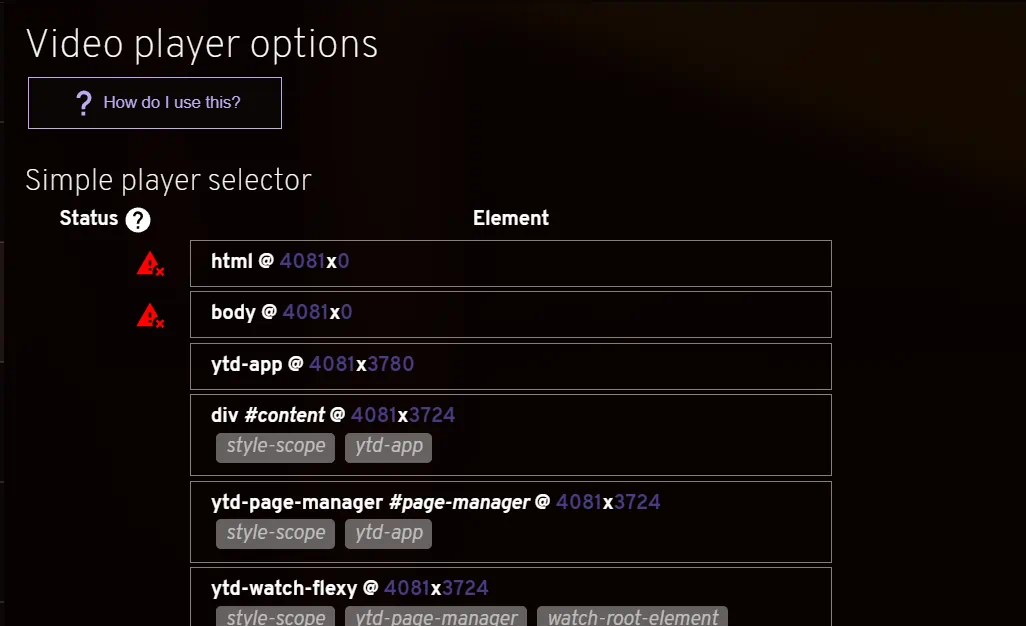 Video player options
? How do I use this?
Simple player selector
Status ? Element
html @ 4081x0
body @ 4081x0
ytd-app @ 4081x3780
div #content @ 4081x3724
style-scope ytd-app
ytd-page-manager #page-manager @ 4081x3724
style-scope ytd-app
ytd-watch-flexy @ 4081x3724
style-scope ytd-page-manager watch-root-element